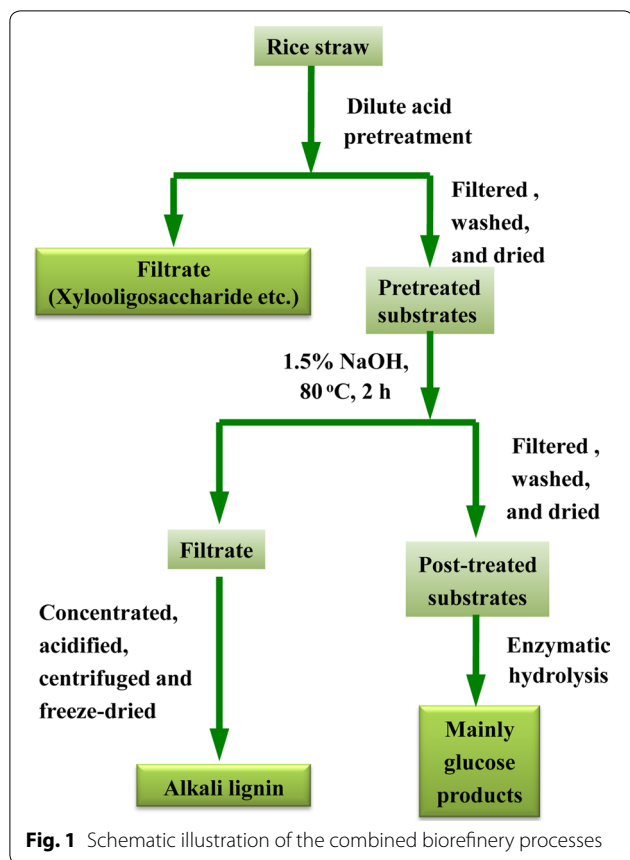 Rice straw
Dilute acid
pretreatment
Filtered ,
washed,
and dried
Filtrate
(Xylooligosaccharide etc.)
Pretreated
substrates
1.5% NaOH,
80 °C, 2 h
Filtered ,
washed,
and dried
Filtrate
Post-treated
substrates
Concentrated,
acidified,
centrifuged and
freeze-dried
Enzymatic
hydrolysis
Alkali lignin
Mainly
glucose
products
Fig. 1 Schematic illustration of the combined biorefinery processes